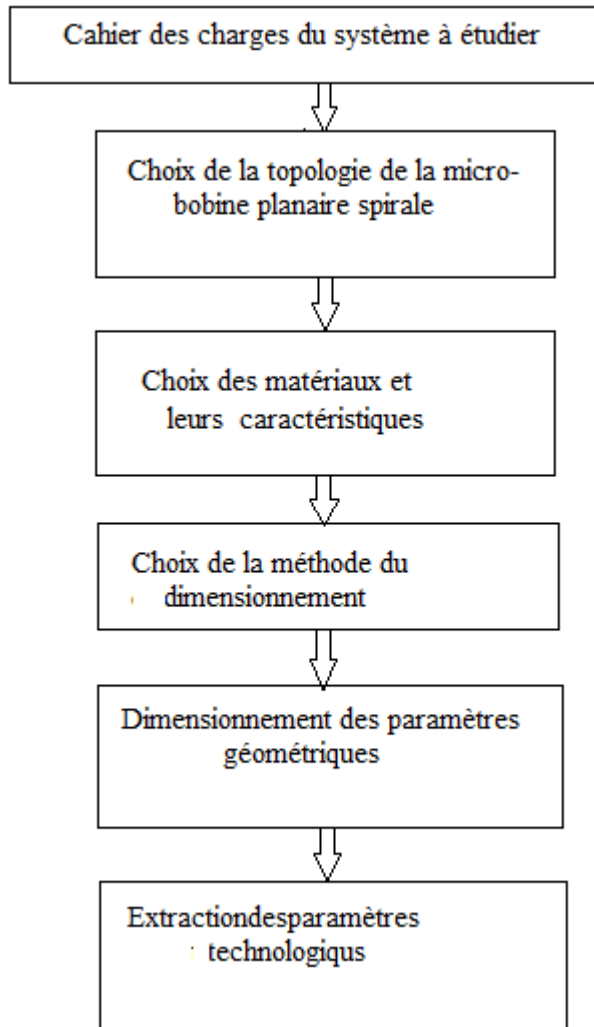 Cahier des charges du système à étudier
Choix de la topologie de la micro-
bobine planaire spirale
Choix des matériaux et
leurs caractéristiques
Choix de la méthode du
dimensionnement
Dimensionnement des paramètres
géométriques
Extractiondesparamètres
technologiqus